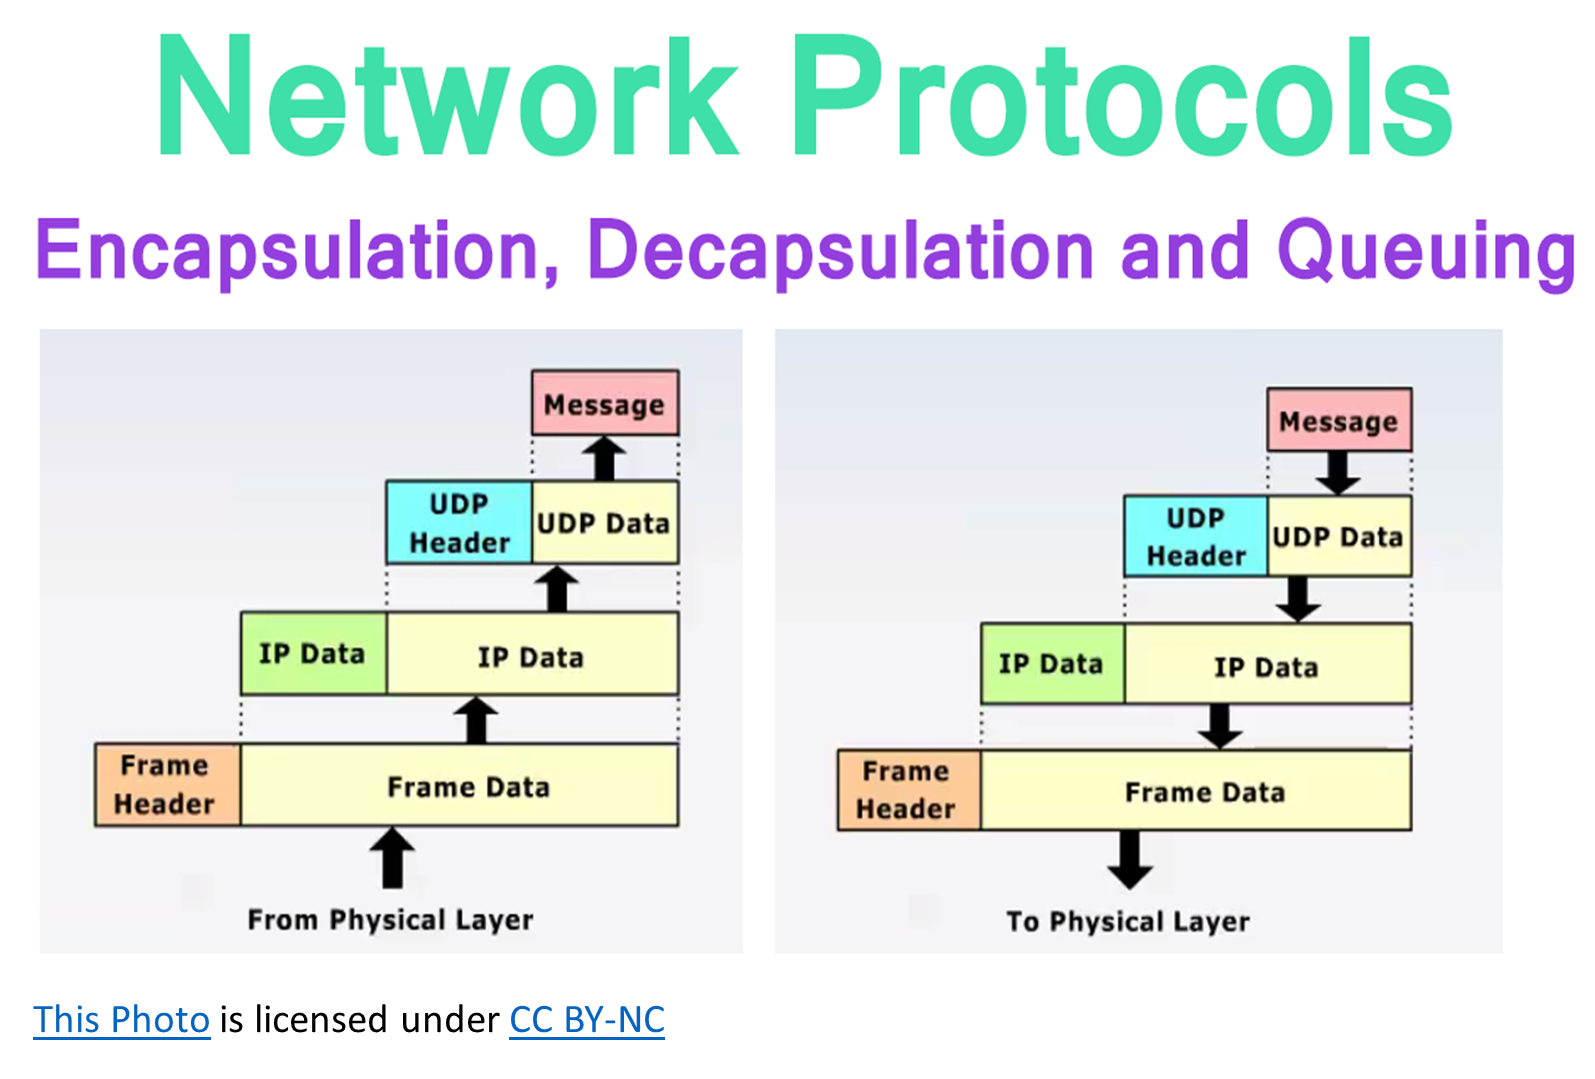 Network Protocols
Encapsulation, Decapsulation and Queuing
Message
UDP
Header
UDP Data
IP Data
IP Data
Frame
Header
Frame Data
From Physical Layer
Message
UDP
Header
UDP Data
IP Data
IP Data
Frame
Header
Frame Data
To Physical Layer
This Photo is licensed under CC BY-NC